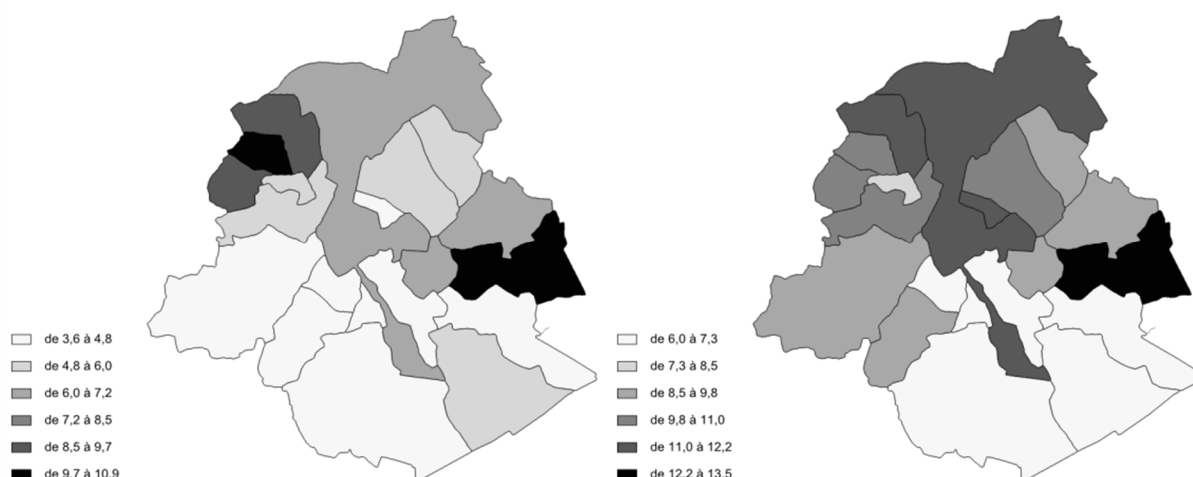 de 3,6 à 4,8
de 4,8 à 6,0
de 6,0 à 7,2
de 7,2 à 8,5
de 8,5 à 9,7
de 9,7 à 10,9
de 6,0 à 7,3
de 7,3 à 8,5
de 8,5 à 9,8
de 9,8 à 11,0
de 11,0 à 12,2
de 12,2 à 13,5